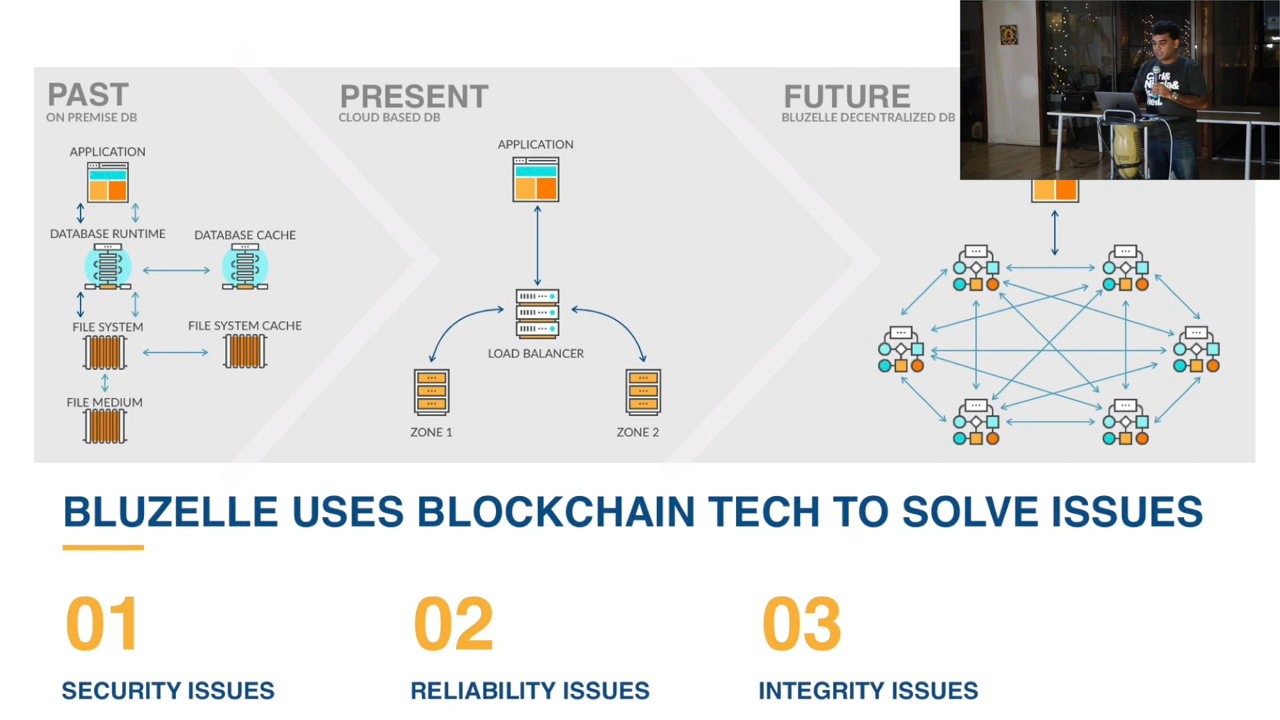 PAST
ON PREMISE DB
APPLICATION
DATABASE RUNTIME
DATABASE CACHE
FILE SYSTEM
FILE SYSTEM CACHE
FILE MEDIUM
PRESENT
CLOUD BASED DB
APPLICATION
LOAD BALANCER
ZONE 1
ZONE 2
FUTURE
BLUZELLE DECENTRALIZED DB
BLUZELLE USES BLOCKCHAIN TECH TO SOLVE ISSUES
01
SECURITY ISSUES
02
RELIABILITY ISSUES
03
INTEGRITY ISSUES